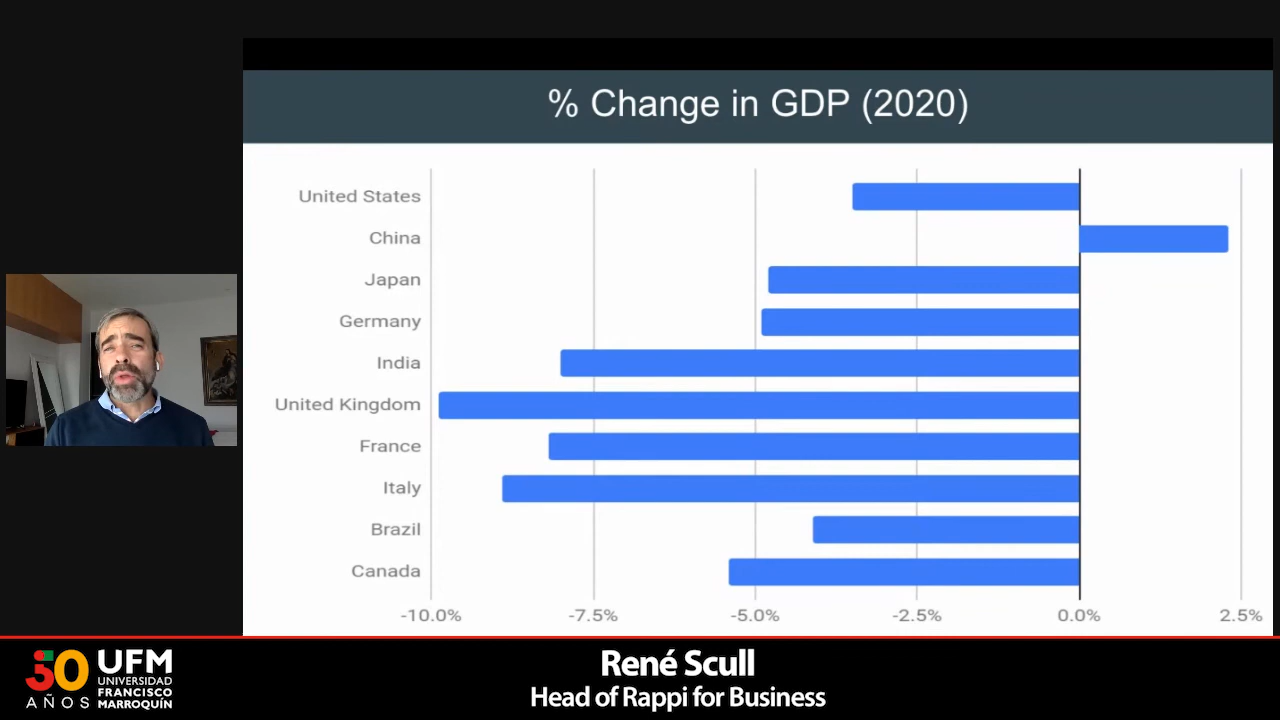 % Change in GDP (2020)
United States
China
Japan
Germany
India
United Kingdom
France
Italy
Brazil
Canada
-10.0%
-7.5%
-5.0%
-2.5%
0.0%
2.5%
50
AÑOS
UFM
UNIVERSIDAD
FRANCISCO
MARROQUÍN
René Scull
Head of Rappi for Business